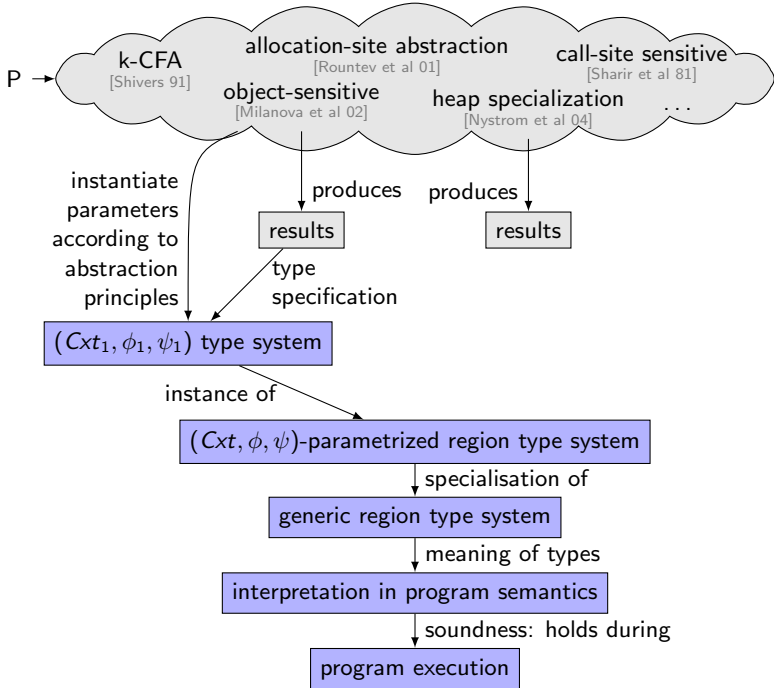 P
k-CFA
[Shivers 91]
allocation-site abstraction
[Rountev et al 01]
call-site sensitive
[Sharir et al 81]
object-sensitive
[Milanova et al 02]
heap specialization
[Nystrom et al 04]
...
instantiate
parameters
according to
abstraction
principles
produces
produces
results
results
type
specification
(Cxt₁, ϕ₁, ψ₁) type system
instance of
(Cxt, ϕ, ψ)-parametrized region type system
specialisation of
generic region type system
meaning of types
interpretation in program semantics
soundness: holds during
program execution